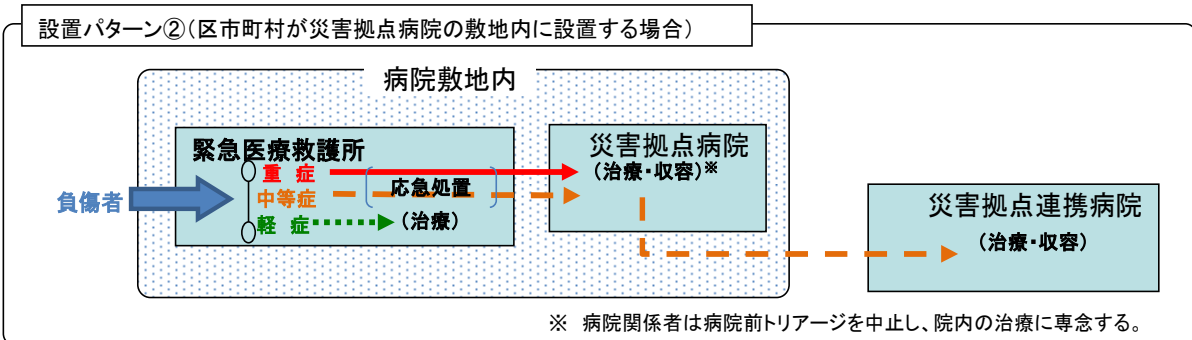 設置パターン②(区市町村が災害拠点病院の敷地内に設置する場合)
病院敷地内
緊急医療救護所
負傷者
重 症
中等症
軽 症
応急処置
(治療)
災害拠点病院
(治療・収容)※
災害拠点連携病院
(治療・収容)
※ 病院関係者は病院前トリアージを中止し、院内の治療に専念する。